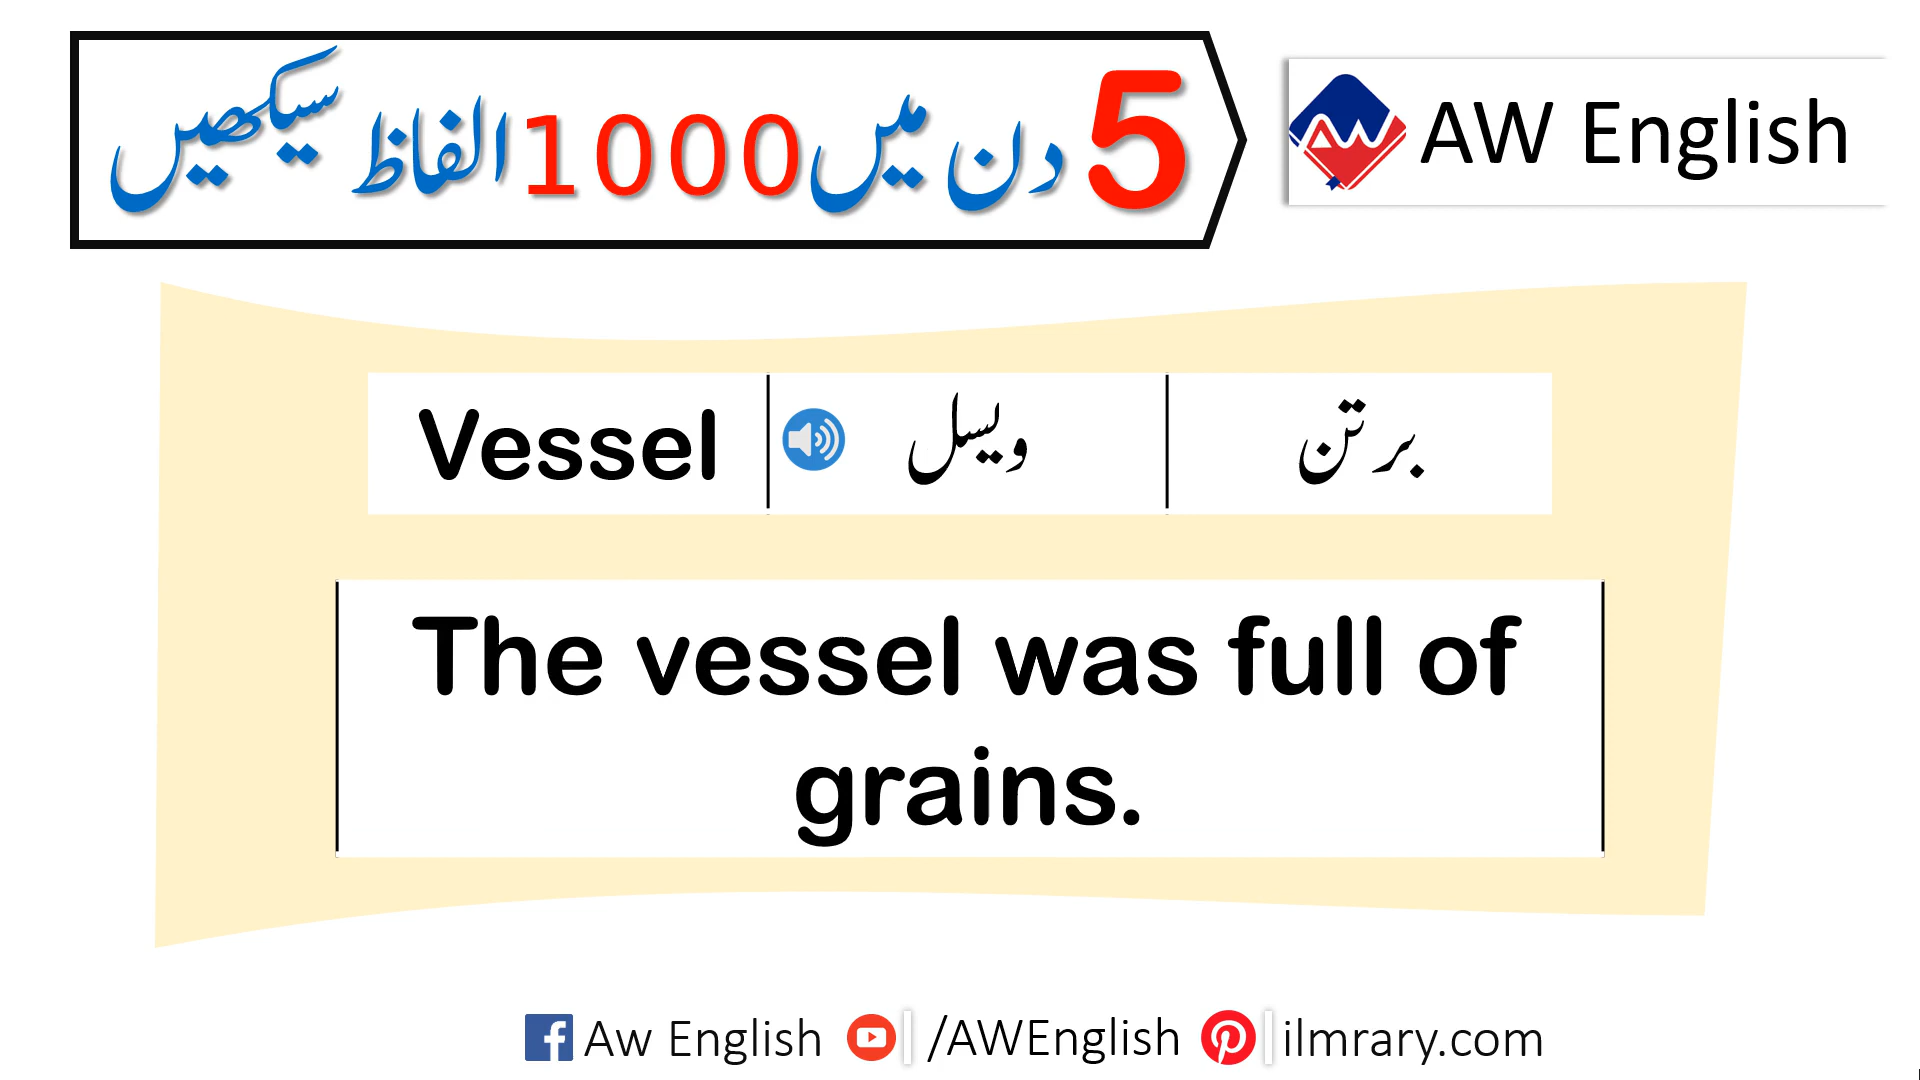 5 دن میں 1000 الفاظ سیکھیں
AW English
Vessel
ویسل
برتن
The vessel was full of
grains.
Aw English
/AWEnglish
ilmrary.com